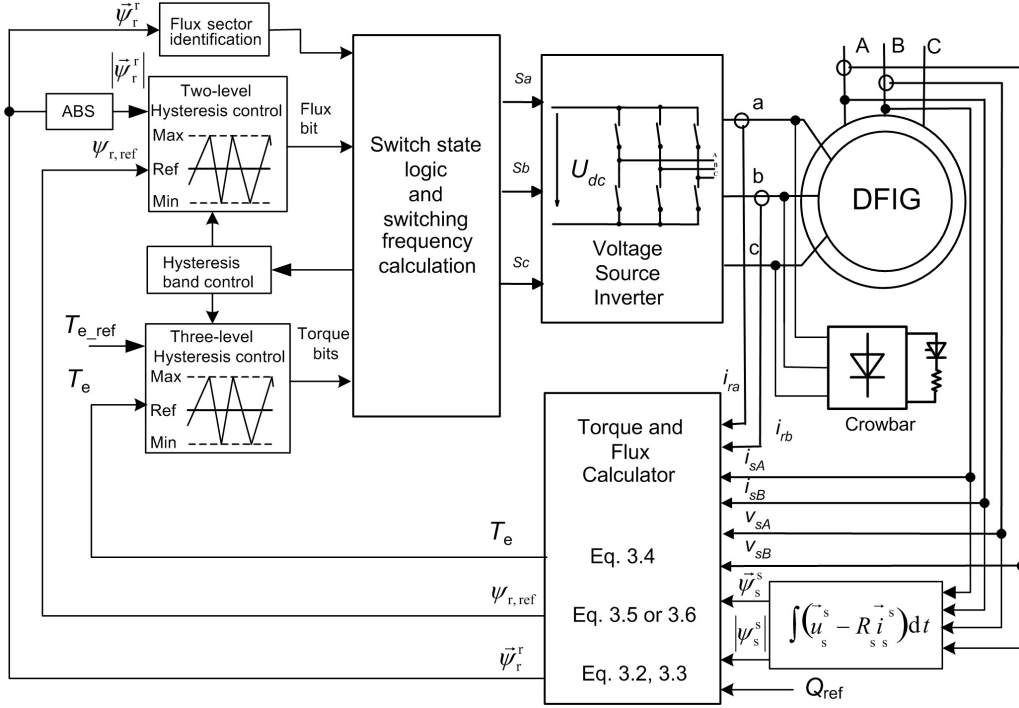 ψ⃗_r^r
Flux sector
identification
|ψ⃗_r^r|
ABS
Two-level
Hysteresis control
Max
Ref
Min
Flux
bit
ψ_r, ref
Hysteresis
band control
T_e_ref
Three-level
Hysteresis control
Max
Ref
Min
Torque
bits
T_e
Switch state
logic
and
switching
frequency
calculation
Sa
Sb
Sc
U_dc
A
B
C
Voltage
Source
Inverter
a
b
c
A B C
DFIG
Crowbar
i_ra
i_rb
i_sA
i_sB
v_sA
v_sB
Torque and
Flux
Calculator
Eq. 3.4
Eq. 3.5 or 3.6
Eq. 3.2, 3.3
T_e
ψ_r, ref
ψ⃗_r^r
ψ⃗_s^s
|ψ_s^s|
∫(u⃗_s^s − R_s i⃗_s^s)dt
Q_ref